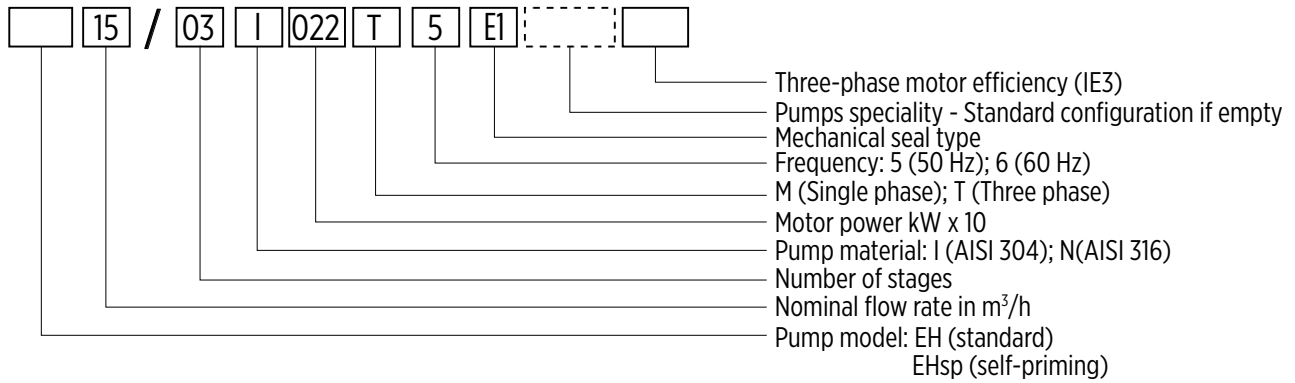 15 / 03 I 022 T 5 E1
Three-phase motor efficiency (IE3)
Pumps speciality - Standard configuration if empty
Mechanical seal type
Frequency: 5 (50 Hz); 6 (60 Hz)
M (Single phase); T (Three phase)
Motor power kW x 10
Pump material: I (AISI 304); N(AISI 316)
Number of stages
Nominal flow rate in m³/h
Pump model: EH (standard)
EHsp (self-priming)